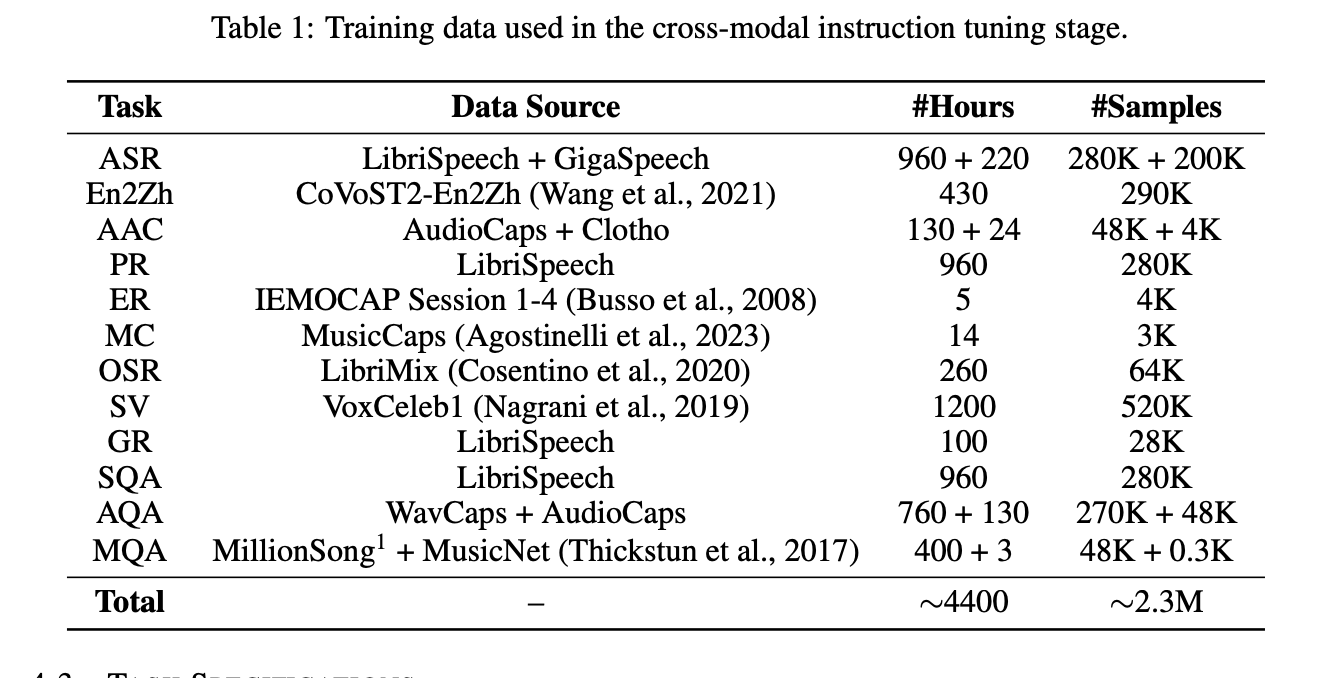 Table 1: Training data used in the cross-modal instruction tuning stage.
Task Data Source #Hours #Samples
ASR LibriSpeech + GigaSpeech 960 + 220 280K + 200K
En2Zh CoVoST2-En2Zh (Wang et al., 2021) 430 290K
AAC AudioCaps + Clotho 130 + 24 48K + 4K
PR LibriSpeech 960 280K
ER IEMOCAP Session 1-4 (Busso et al., 2008) 5 4K
MC MusicCaps (Agostinelli et al., 2023) 14 3K
OSR LibriMix (Cosentino et al., 2020) 260 64K
SV VoxCeleb1 (Nagrani et al., 2019) 1200 520K
GR LibriSpeech 100 28K
SQA LibriSpeech 960 280K
AQA WavCaps + AudioCaps 760 + 130 270K + 48K
MQA MillionSong¹ + MusicNet (Thickstun et al., 2017) 400 + 3 48K + 0.3K
Total – ~4400 ~2.3M